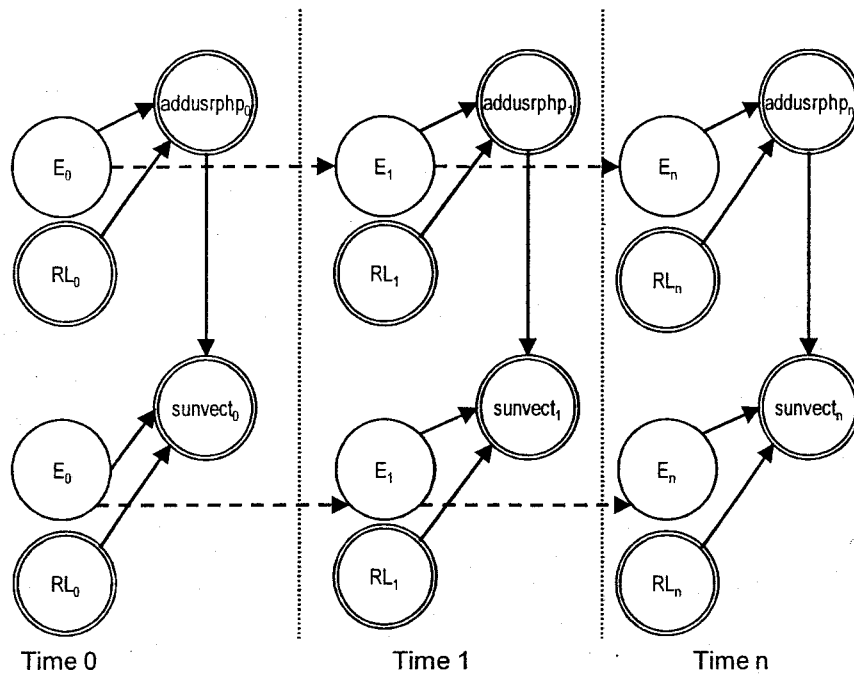 addusrphp₀ addusrphp₁ addusrphpₙ
E₀ E₁ Eₙ
RL₀ RL₁ RLₙ
sunvect₀ sunvect₁ sunvectₙ
E₀ E₁ Eₙ
RL₀ RL₁ RLₙ
Time 0 Time 1 Time n